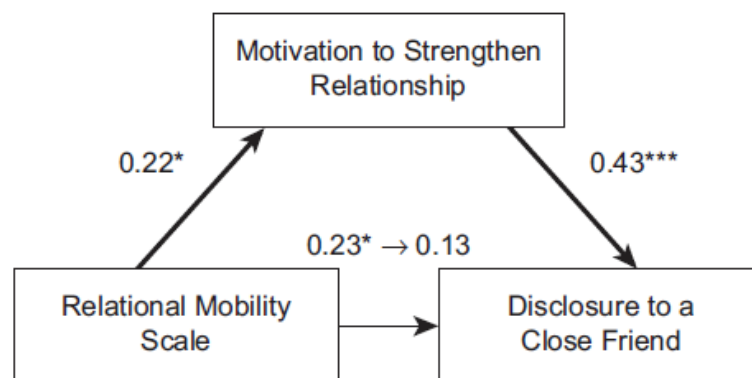 Motivation to Strengthen
Relationship
0.22*
0.43***
0.23* → 0.13
Relational Mobility
Scale
Disclosure to a
Close Friend